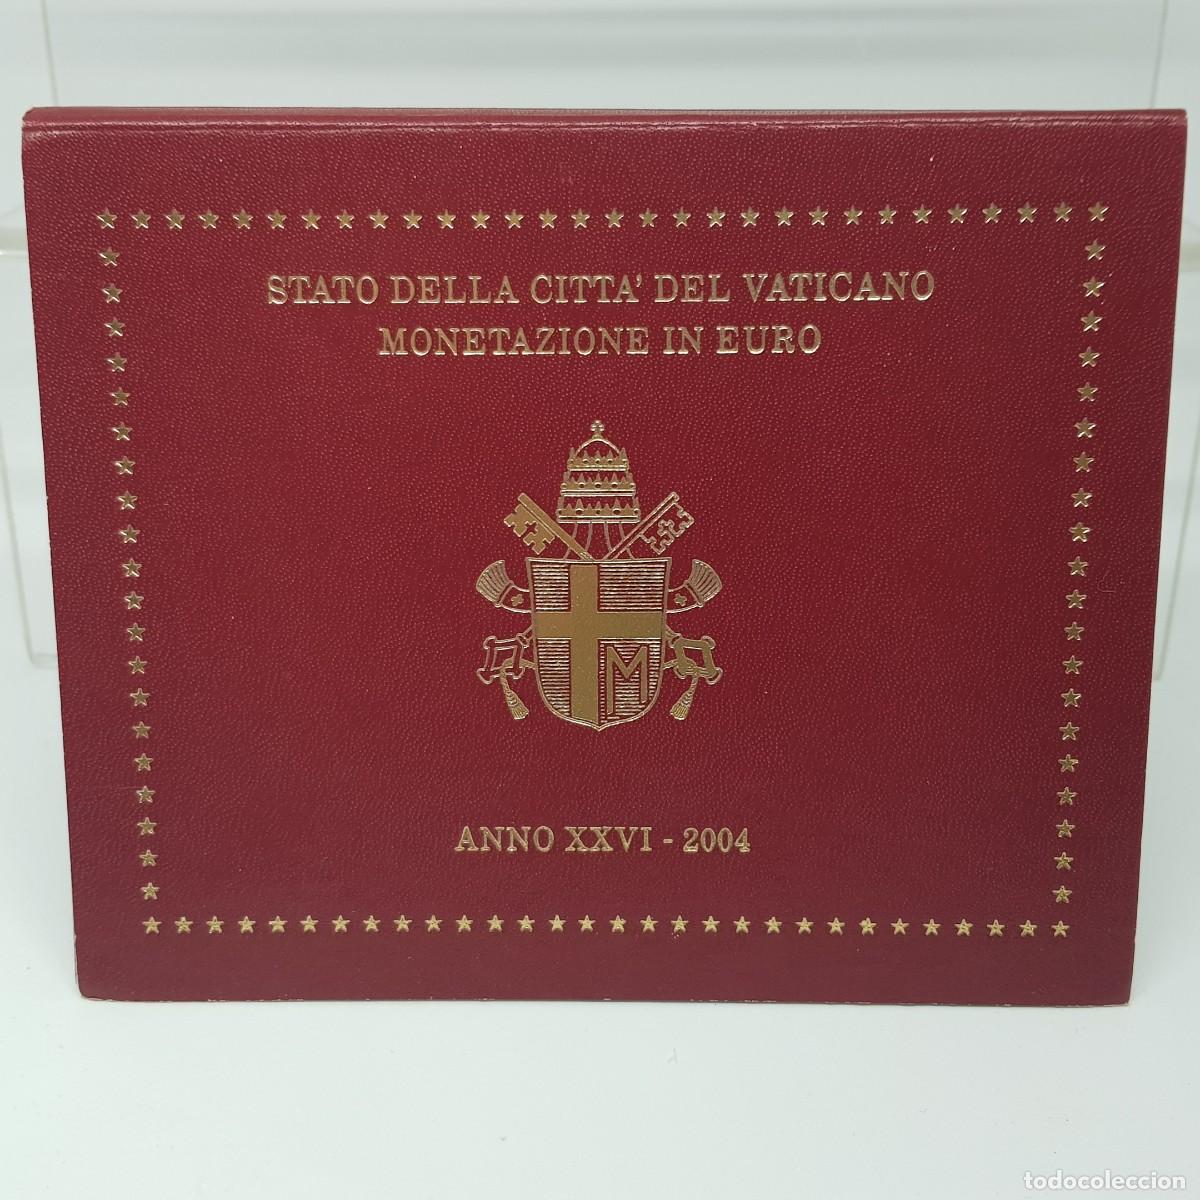 STATO DELLA CITTA' DEL VATICANO
MONETAZIONE IN EURO
M
ANNO XXVI - 2004
todocoleccion